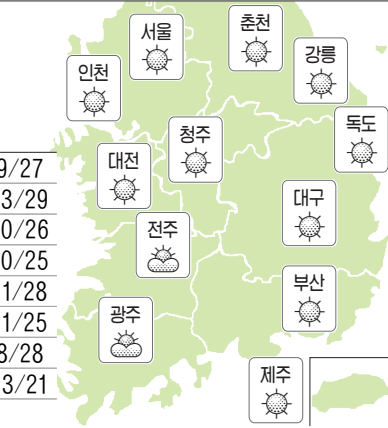 서울
춘천
강릉
인천
독도
청주
대전
대구
전주
부산
광주
제주
9/27
3/29
0/26
0/25
1/28
1/25
8/28
3/21